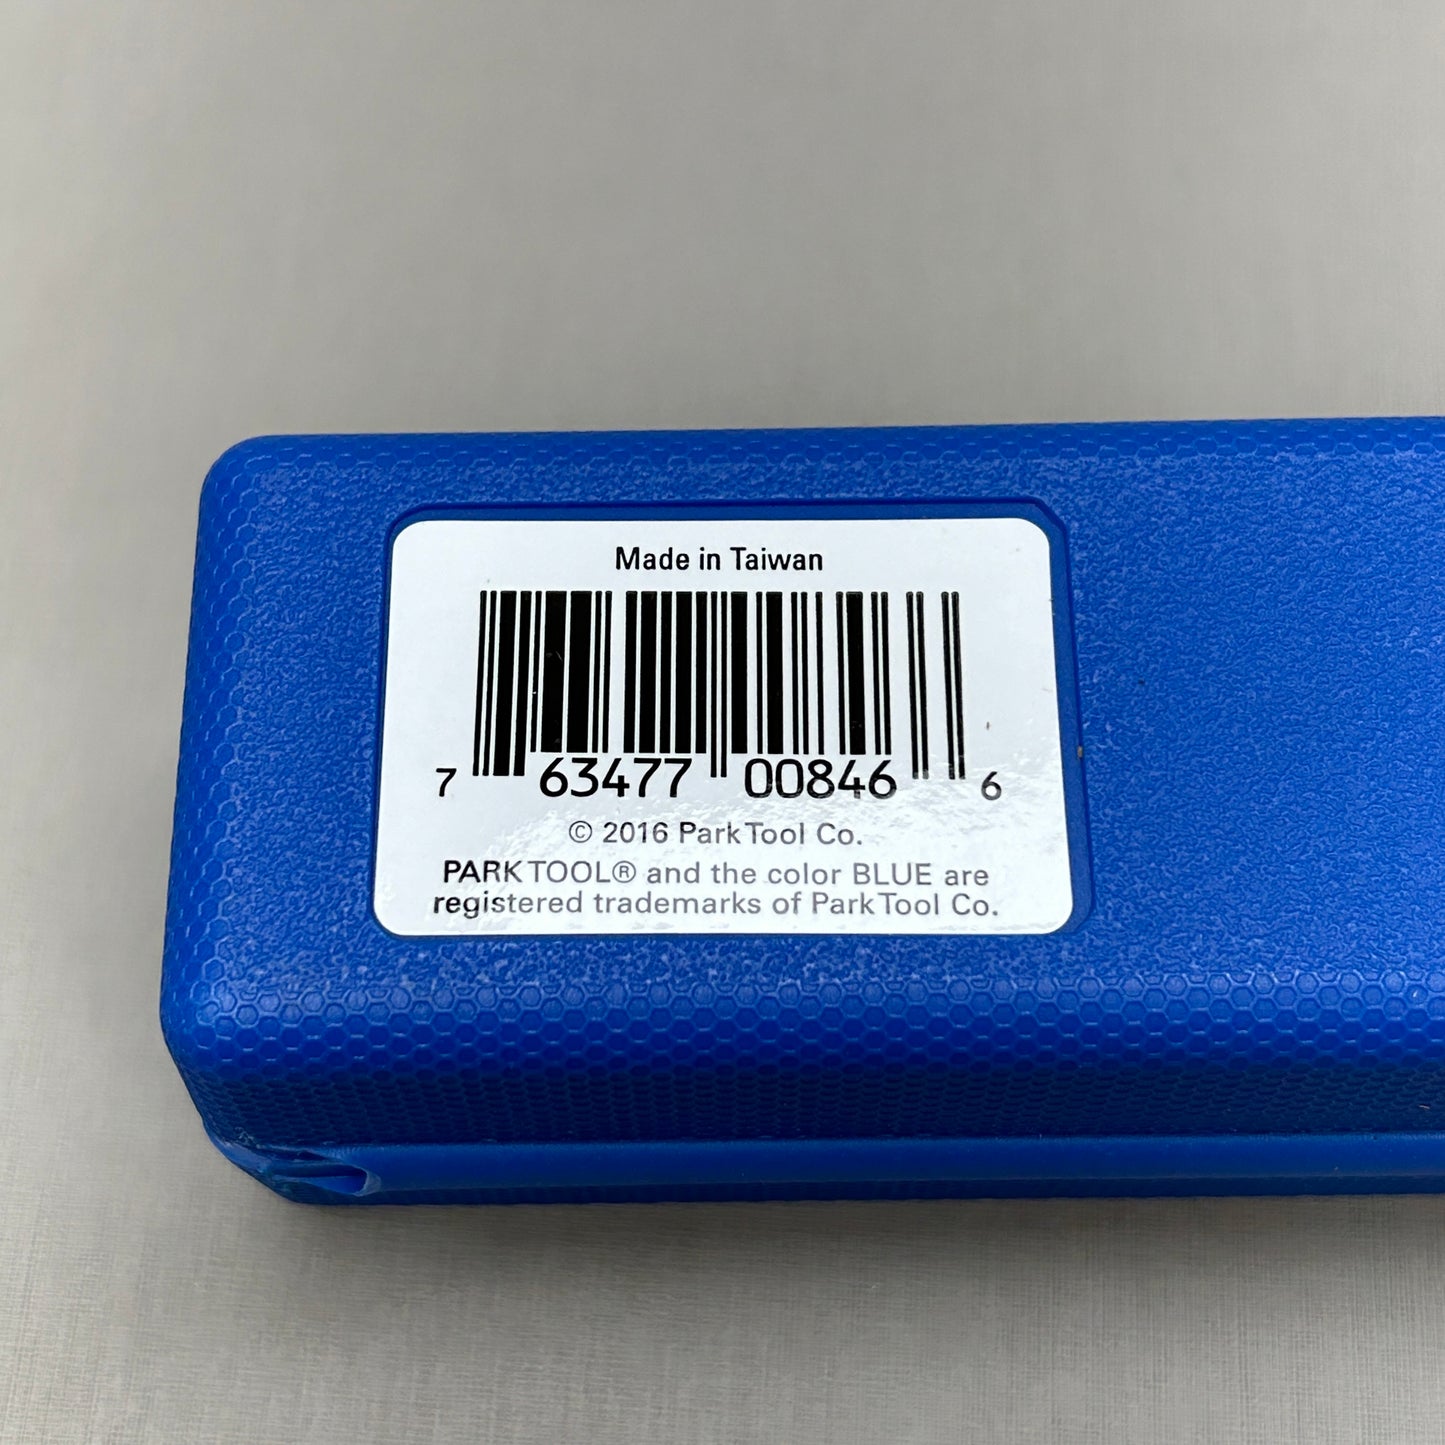 Made in Taiwan
7 63477 00846 6
© 2016 Park Tool Co.
PARK TOOL® and the color BLUE are
registered trademarks of Park Tool Co.